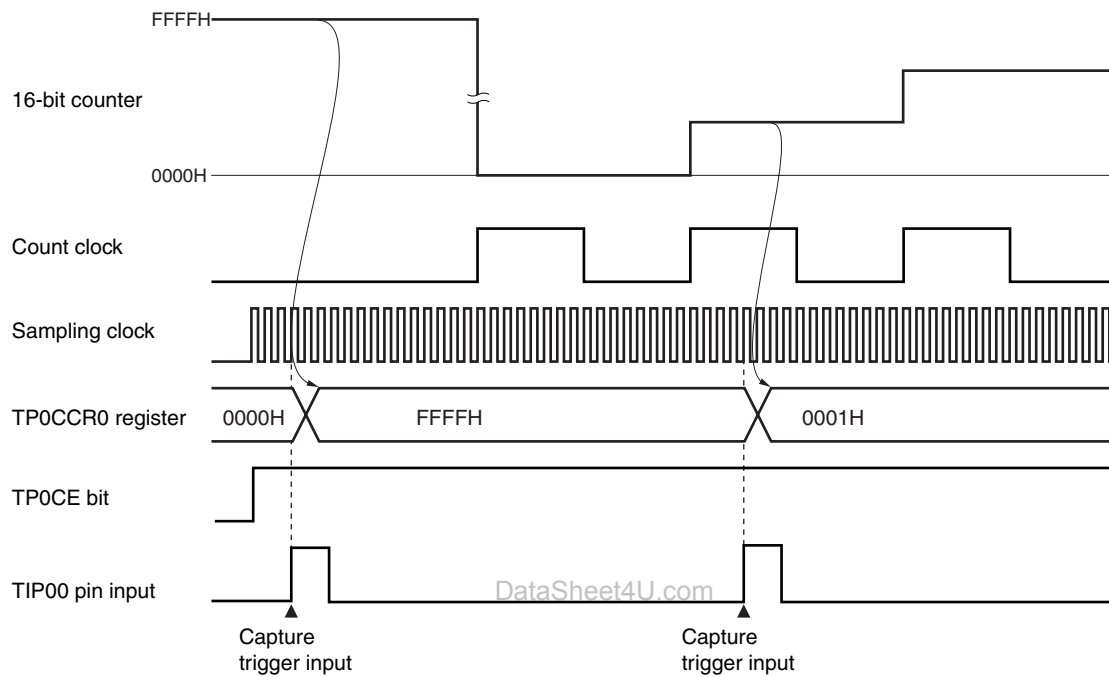 FFFFH
16-bit counter
0000H
Count clock
Sampling clock
TP0CCR0 register
0000H
FFFFH
0001H
TP0CE bit
TIP00 pin input
DataSheet4U.com
Capture
trigger input
Capture
trigger input